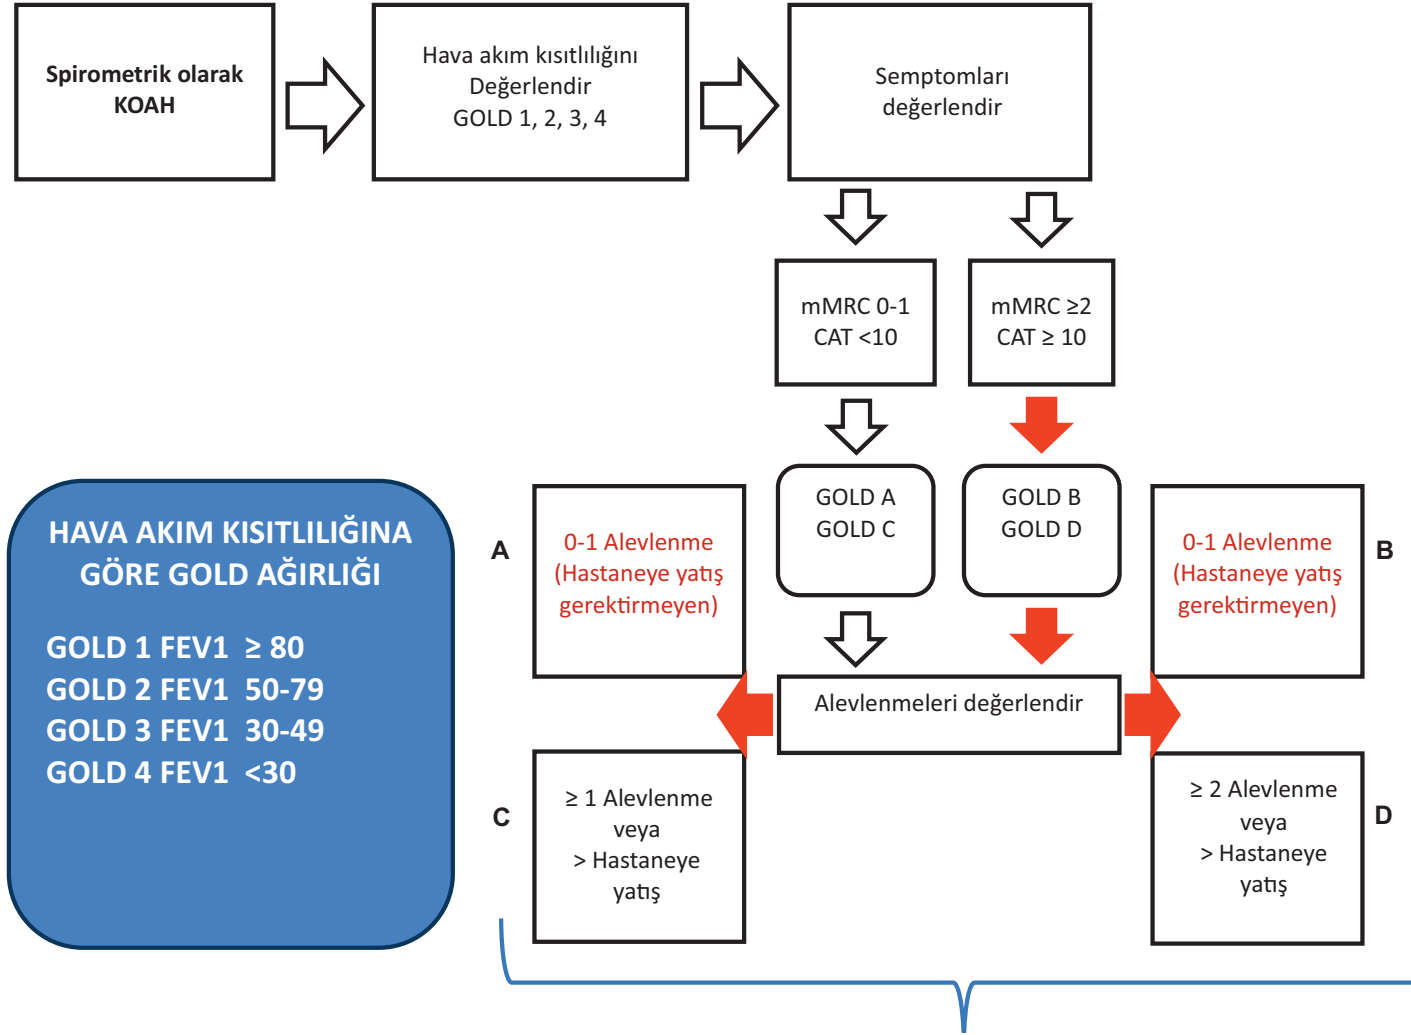 Spirometrik olarak
KOAH
Hava akım kısıtlılığını
Değerlendir
GOLD 1, 2, 3, 4
Semptomları
değerlendir
mMRC 0-1
CAT <10
mMRC ≥2
CAT ≥ 10
GOLD A
GOLD C
GOLD B
GOLD D
HAVA AKIM KISITLILIĞINA
GÖRE GOLD AĞIRLIĞI
GOLD 1 FEV1 ≥ 80
GOLD 2 FEV1 50-79
GOLD 3 FEV1 30-49
GOLD 4 FEV1 <30
A
0-1 Alevlenme
(Hastaneye yatış
gerektirmeyen)
0-1 Alevlenme
(Hastaneye yatış
gerektirmeyen)
B
Alevlenmeleri değerlendir
C
≥ 1 Alevlenme
veya
> Hastaneye
yatış
≥ 2 Alevlenme
veya
> Hastaneye
yatış
D